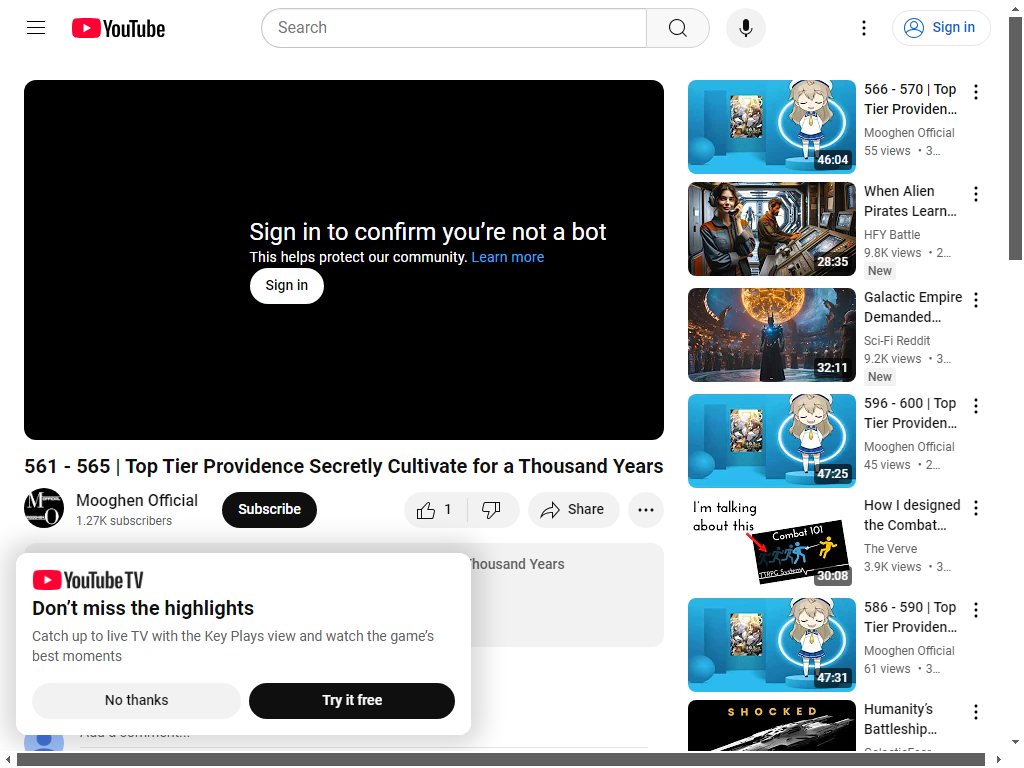 YouTube
Search
Sign in
Sign in to confirm you're not a bot
This helps protect our community. Learn more
Sign in
561 - 565 | Top Tier Providence Secretly Cultivate for a Thousand Years
Mooghen Official
1.27K subscribers
Subscribe
1
Share
Thousand Years
YouTube TV
Don't miss the highlights
Catch up to live TV with the Key Plays view and watch the game's
best moments
No thanks
Try it free
Add a comment...
46:04
566 - 570 | Top
Tier Providen...
Mooghen Official
55 views • 3...
28:35
When Alien
Pirates Learn...
HFY Battle
9.8K views • 2...
New
32:11
Galactic Empire
Demanded...
Sci-Fi Reddit
9.2K views • 3...
New
47:25
596 - 600 | Top
Tier Providen...
Mooghen Official
45 views • 2...
I'm talking
about this
Combat 101
TTRPG Systems
30:08
How I designed
the Combat...
The Verve
3.9K views • 3...
47:31
586 - 590 | Top
Tier Providen...
Mooghen Official
61 views • 3...
SHOCKED
Humanity's
Battleship...